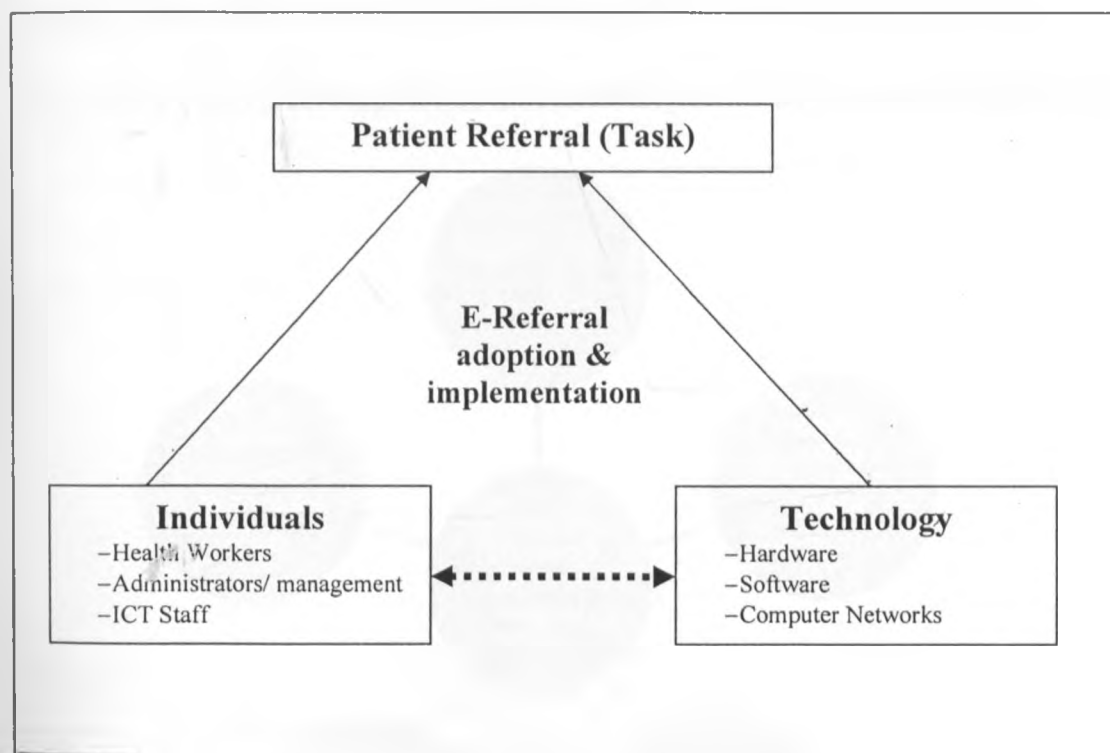 Patient Referral (Task)
E-Referral
adoption &
implementation
Individuals
–Health Workers
–Administrators/ management
–ICT Staff
Technology
–Hardware
–Software
–Computer Networks